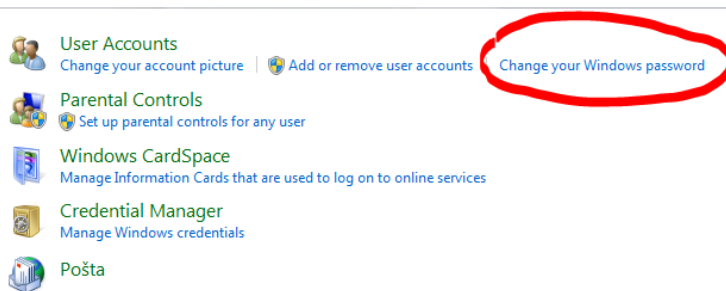 User Accounts
Change your account picture Add or remove user accounts Change your Windows password
Parental Controls
Set up parental controls for any user
Windows CardSpace
Manage Information Cards that are used to log on to online services
Credential Manager
Manage Windows credentials
Pošta